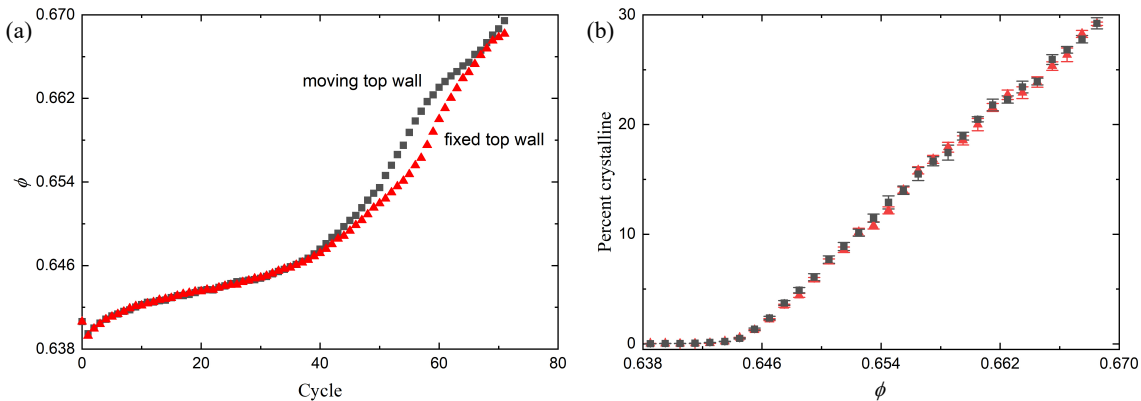 (a)
0.670
0.662
0.654
0.646
0.638
ϕ
moving top wall
fixed top wall
0
20
40
60
80
Cycle
(b)
30
20
10
0
Percent crystalline
0.638
0.646
0.654
0.662
0.670
ϕ